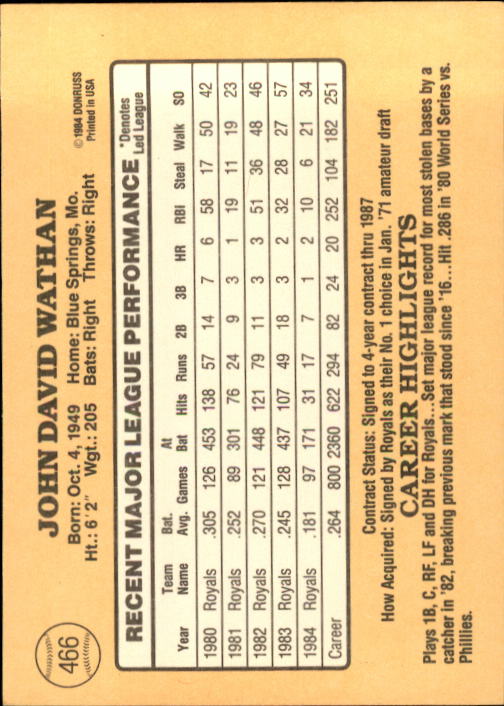 466
JOHN DAVID WATHAN
Born: Oct. 4, 1949 Home: Blue Springs, Mo.
Ht.: 6'2" Wgt.: 205 Bats: Right Throws: Right
©1984 DONRUSS
Printed in USA
RECENT MAJOR LEAGUE PERFORMANCE *Denotes Led League
Year Team Name Bat. Avg. Games At Bat Hits Runs 2B 3B HR RBI Steal Walk SO
1980 Royals .305 126 453 138 57 14 7 6 58 17 50 42
1981 Royals .252 89 301 76 24 9 3 1 19 11 19 23
1982 Royals .270 121 448 121 79 11 3 3 51 36 48 46
1983 Royals .245 128 437 107 49 18 3 2 32 28 27 57
1984 Royals .181 97 171 31 17 7 1 2 10 6 21 34
Career .264 800 2360 622 294 82 24 20 252 104 182 251
Contract Status: Signed to 4-year contract thru 1987
How Acquired: Signed by Royals as their No. 1 choice in Jan. '71 amateur draft
CAREER HIGHLIGHTS
Plays 1B, C, RF, LF and DH for Royals...Set major league record for most stolen bases by a
catcher in '82, breaking previous mark that stood since '16...Hit .286 in '80 World Series vs.
Phillies.